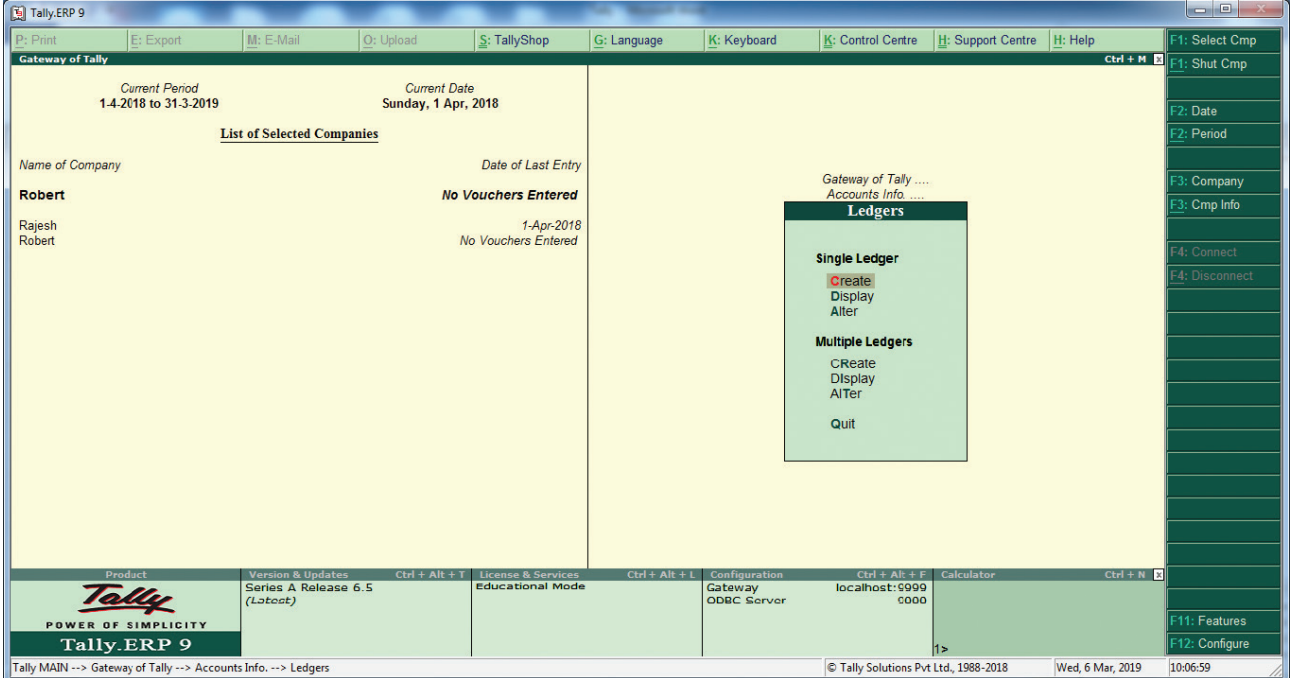 Tally.ERP 9
P: Print E: Export M: E-Mail O: Upload S: TallyShop G: Language K: Keyboard K: Control Centre H: Support Centre H: Help
Gateway of Tally Ctrl + M x
Current Period Current Date
1-4-2018 to 31-3-2019 Sunday, 1 Apr, 2018
List of Selected Companies
Name of Company Date of Last Entry
Robert No Vouchers Entered
Rajesh 1-Apr-2018
Robert No Vouchers Entered
Gateway of Tally ....
Accounts Info. ....
Ledgers
Single Ledger
Create
Display
Alter
Multiple Ledgers
CReate
DIsplay
AlTer
Quit
F1: Select Cmp
F1: Shut Cmp
F2: Date
F2: Period
F3: Company
F3: Cmp Info
F4: Connect
F4: Disconnect
F11: Features
F12: Configure
Product
Tally
POWER OF SIMPLICITY
Tally.ERP 9
Version & Updates Ctrl + Alt + T
Series A Release 6.5
(Latest)
License & Services Ctrl + Alt + L
Educational Mode
Configuration Ctrl + Alt + F
Gateway localhost:9999
ODBC Server 9000
Calculator Ctrl + N x
1>
Tally MAIN --> Gateway of Tally --> Accounts Info. --> Ledgers © Tally Solutions Pvt Ltd., 1988-2018 Wed, 6 Mar, 2019 10:06:59